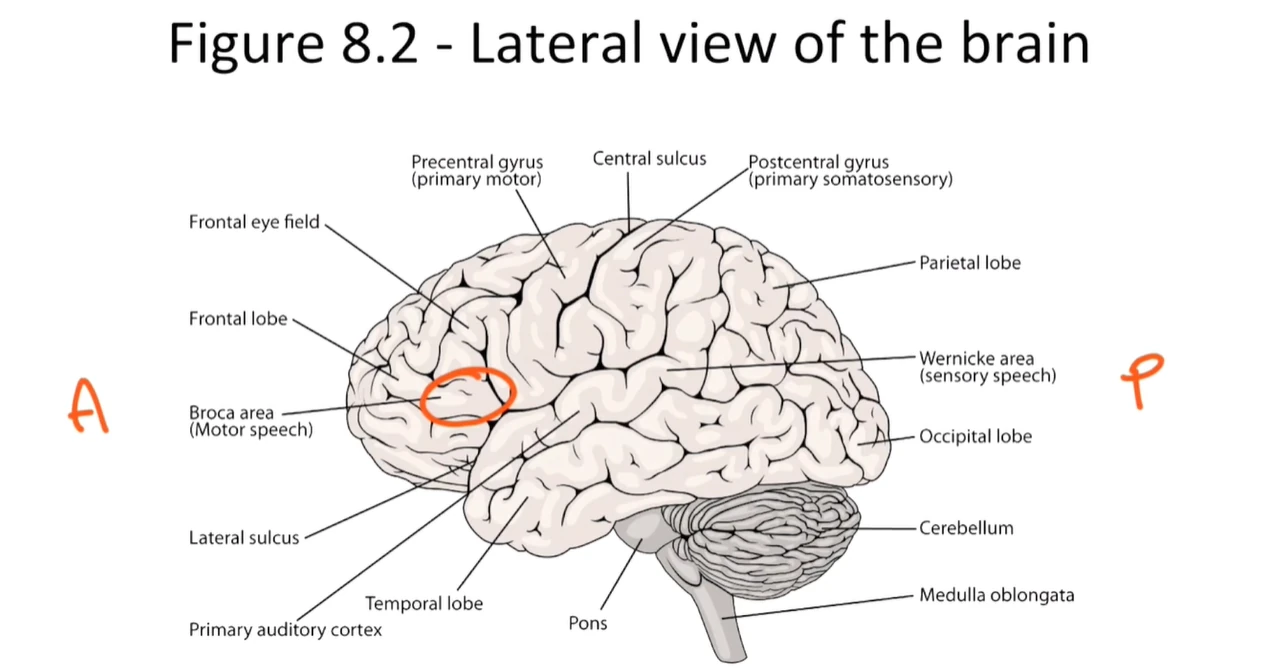 Figure 8.2 - Lateral view of the brain
Precentral gyrus
(primary motor)
Central sulcus
Postcentral gyrus
(primary somatosensory)
Frontal eye field
Parietal lobe
Frontal lobe
Wernicke area
(sensory speech)
A
P
Broca area
(Motor speech)
Occipital lobe
Lateral sulcus
Cerebellum
Temporal lobe
Medulla oblongata
Primary auditory cortex
Pons